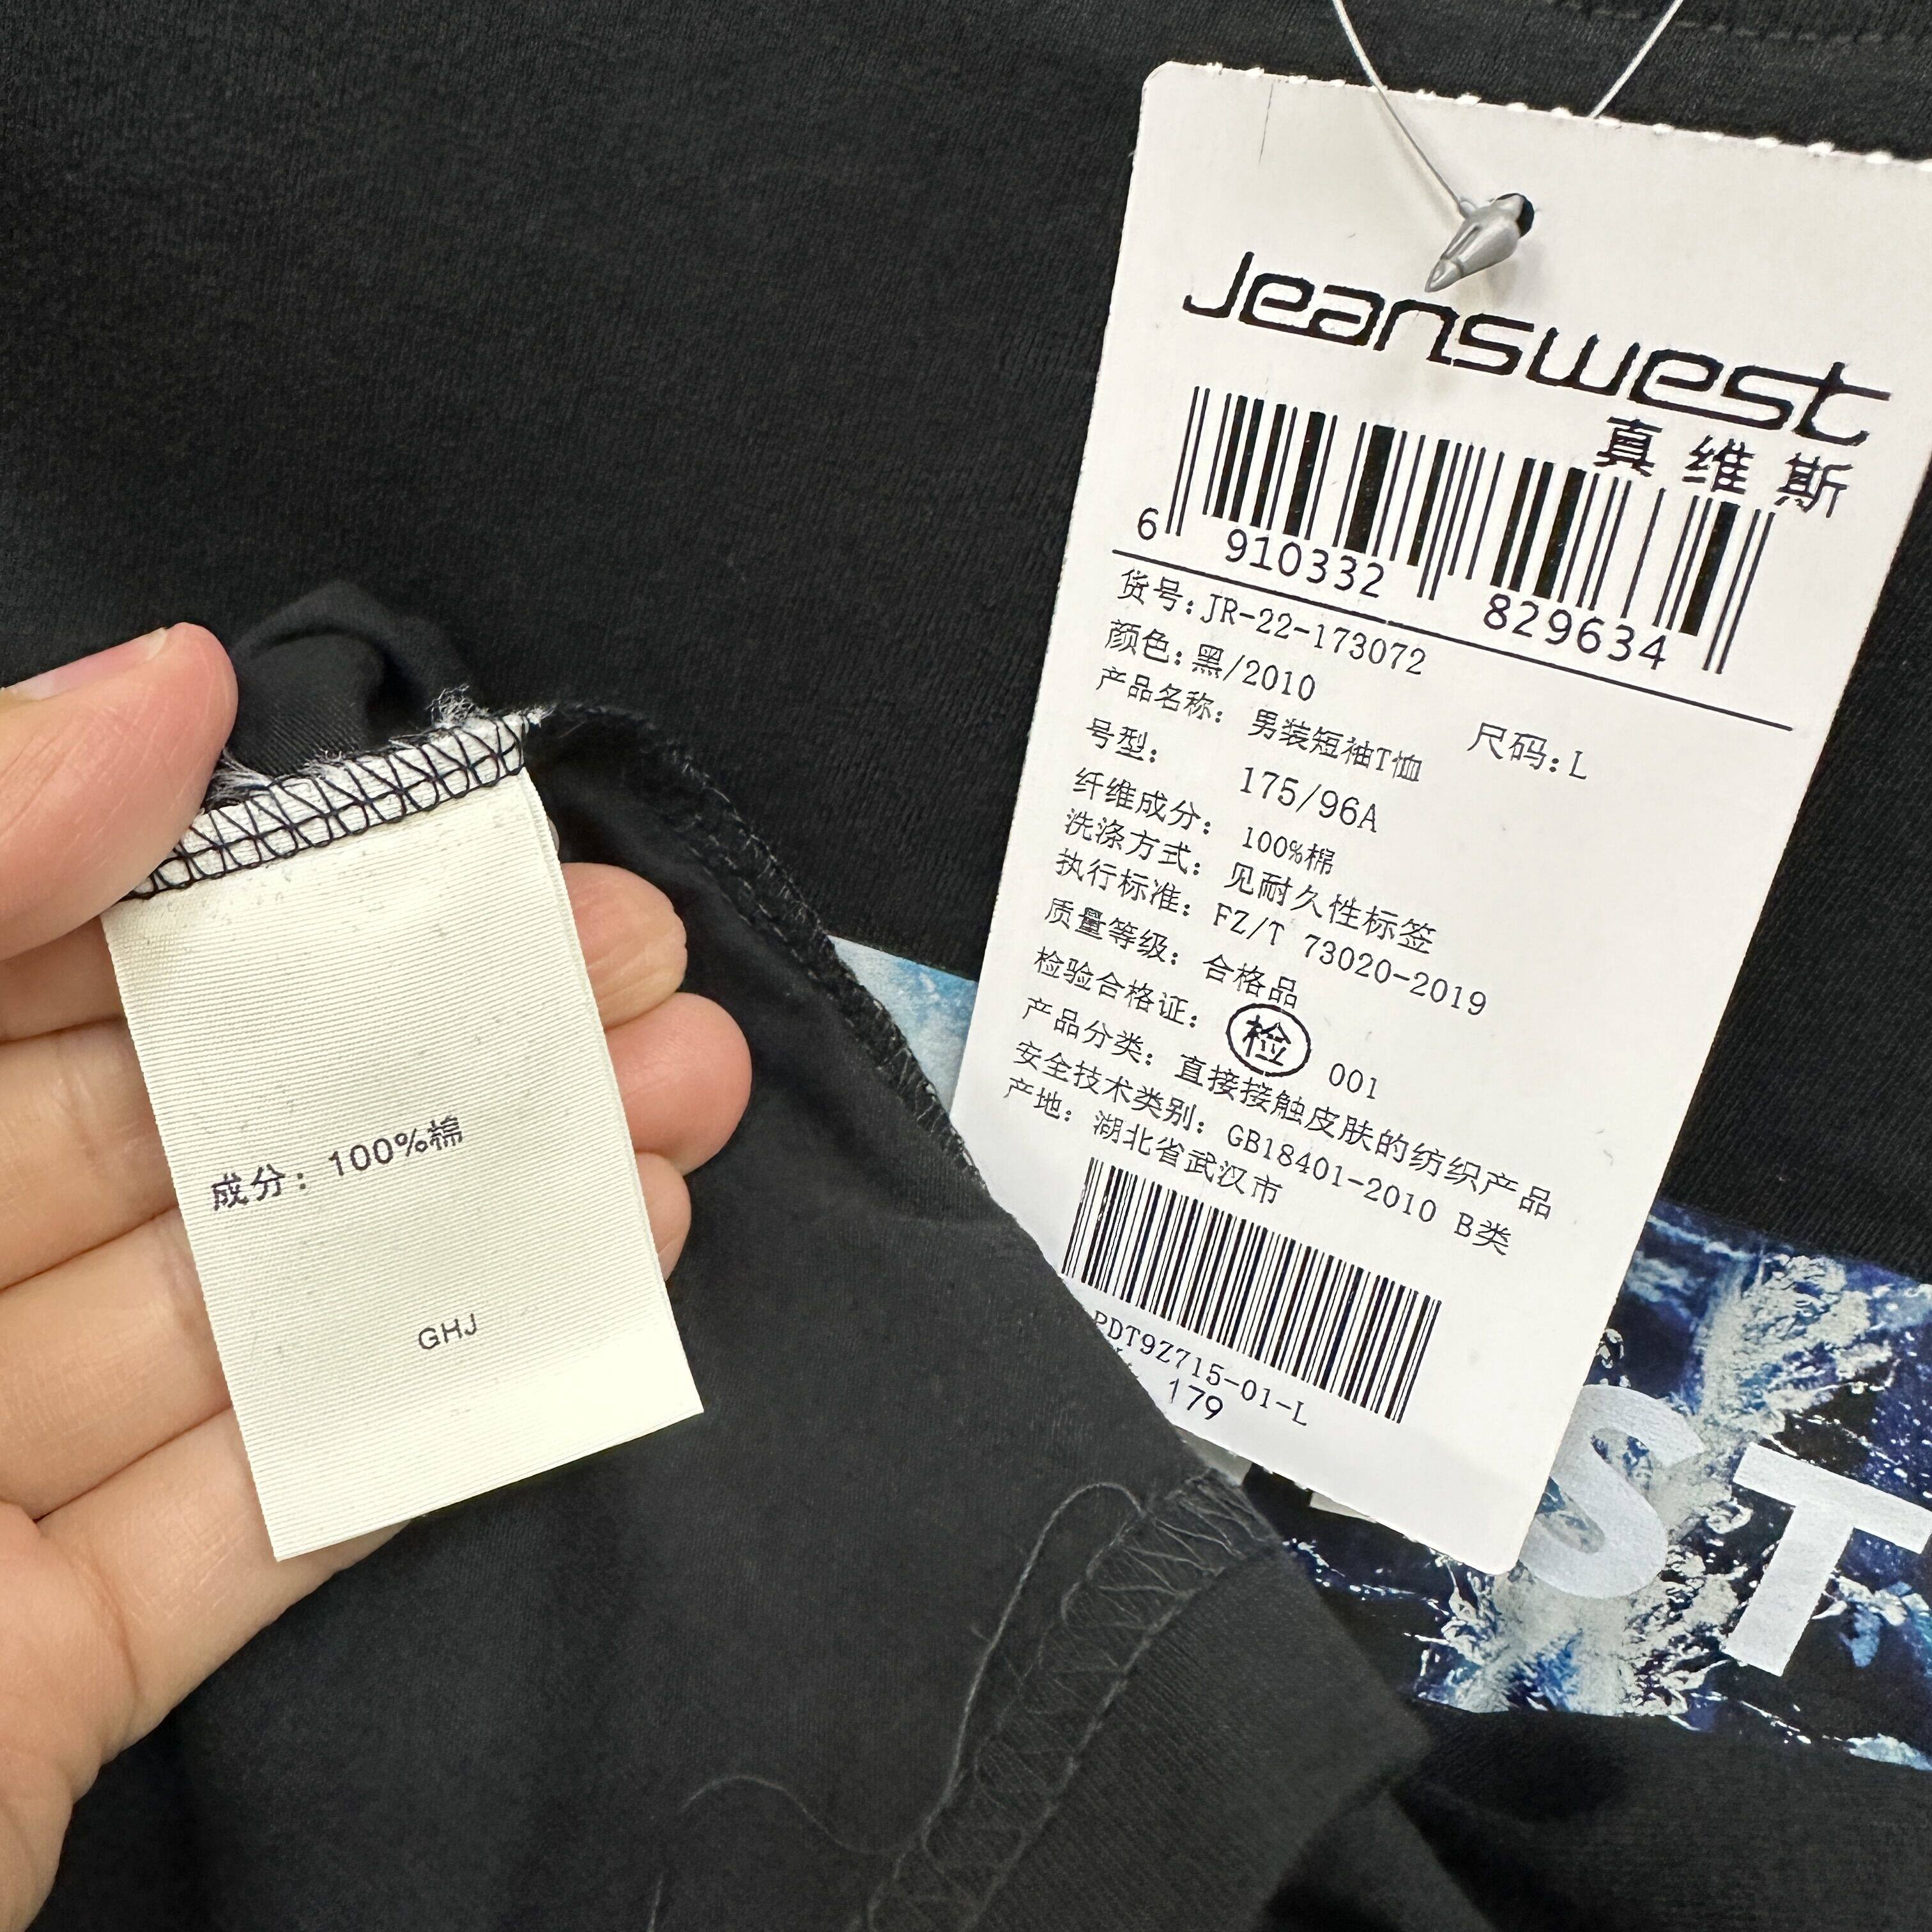 Jeanswest
真维斯
6 910332 829634
货号:JR-22-173072
颜色:黑/2010 尺码:L
产品名称: 男装短袖T恤
号型: 175/96A
纤维成分: 100%棉
洗涤方式: 见耐久性标签
执行标准: FZ/T 73020-2019
质量等级: 合格品
检验合格证: 检 001
产品分类: 直接接触皮肤的纺织产品
安全技术类别: GB18401-2010 B类
产地: 湖北省武汉市
PDT9Z715-01-L
179
成分: 100%棉
GHJ
ST